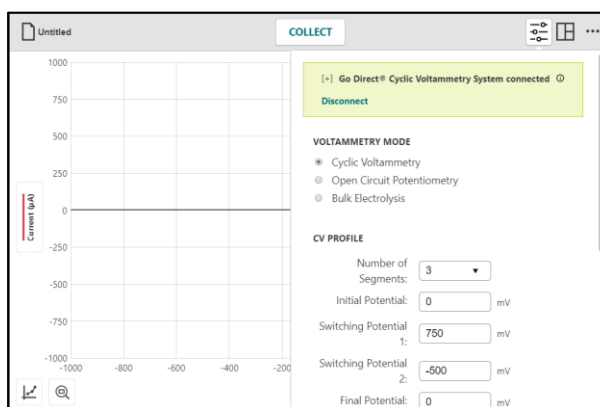 Untitled
COLLECT
...
1000
750
500
250
0
-250
-500
-750
-1000
Current (µA)
-1000 -800 -600 -400 -200
[+] Go Direct® Cyclic Voltammetry System connected
Disconnect
VOLTAMMETRY MODE
Cyclic Voltammetry
Open Circuit Potentiometry
Bulk Electrolysis
CV PROFILE
Number of
Segments: 3
Initial Potential: 0 mV
Switching Potential
1: 750 mV
Switching Potential
2: -500 mV
Final Potential: 0 mV